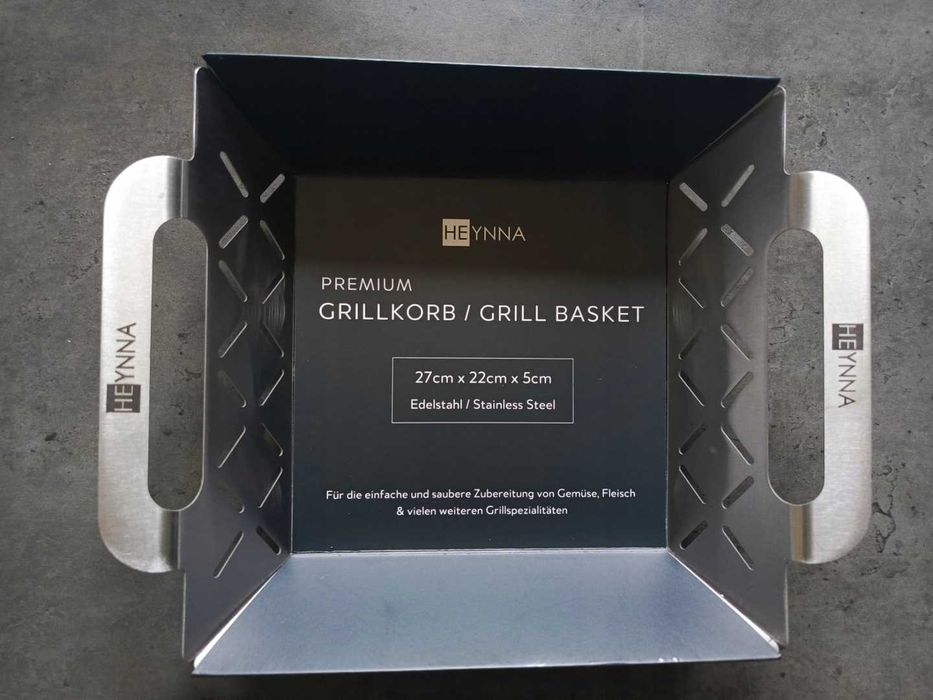 HEYNNA
PREMIUM
GRILLKORB / GRILL BASKET
27cm x 22cm x 5cm
Edelstahl / Stainless Steel
Für die einfache und saubere Zubereitung von Gemüse, Fleisch
& vielen weiteren Grillspezialitäten
HEYNNA
HEYNNA